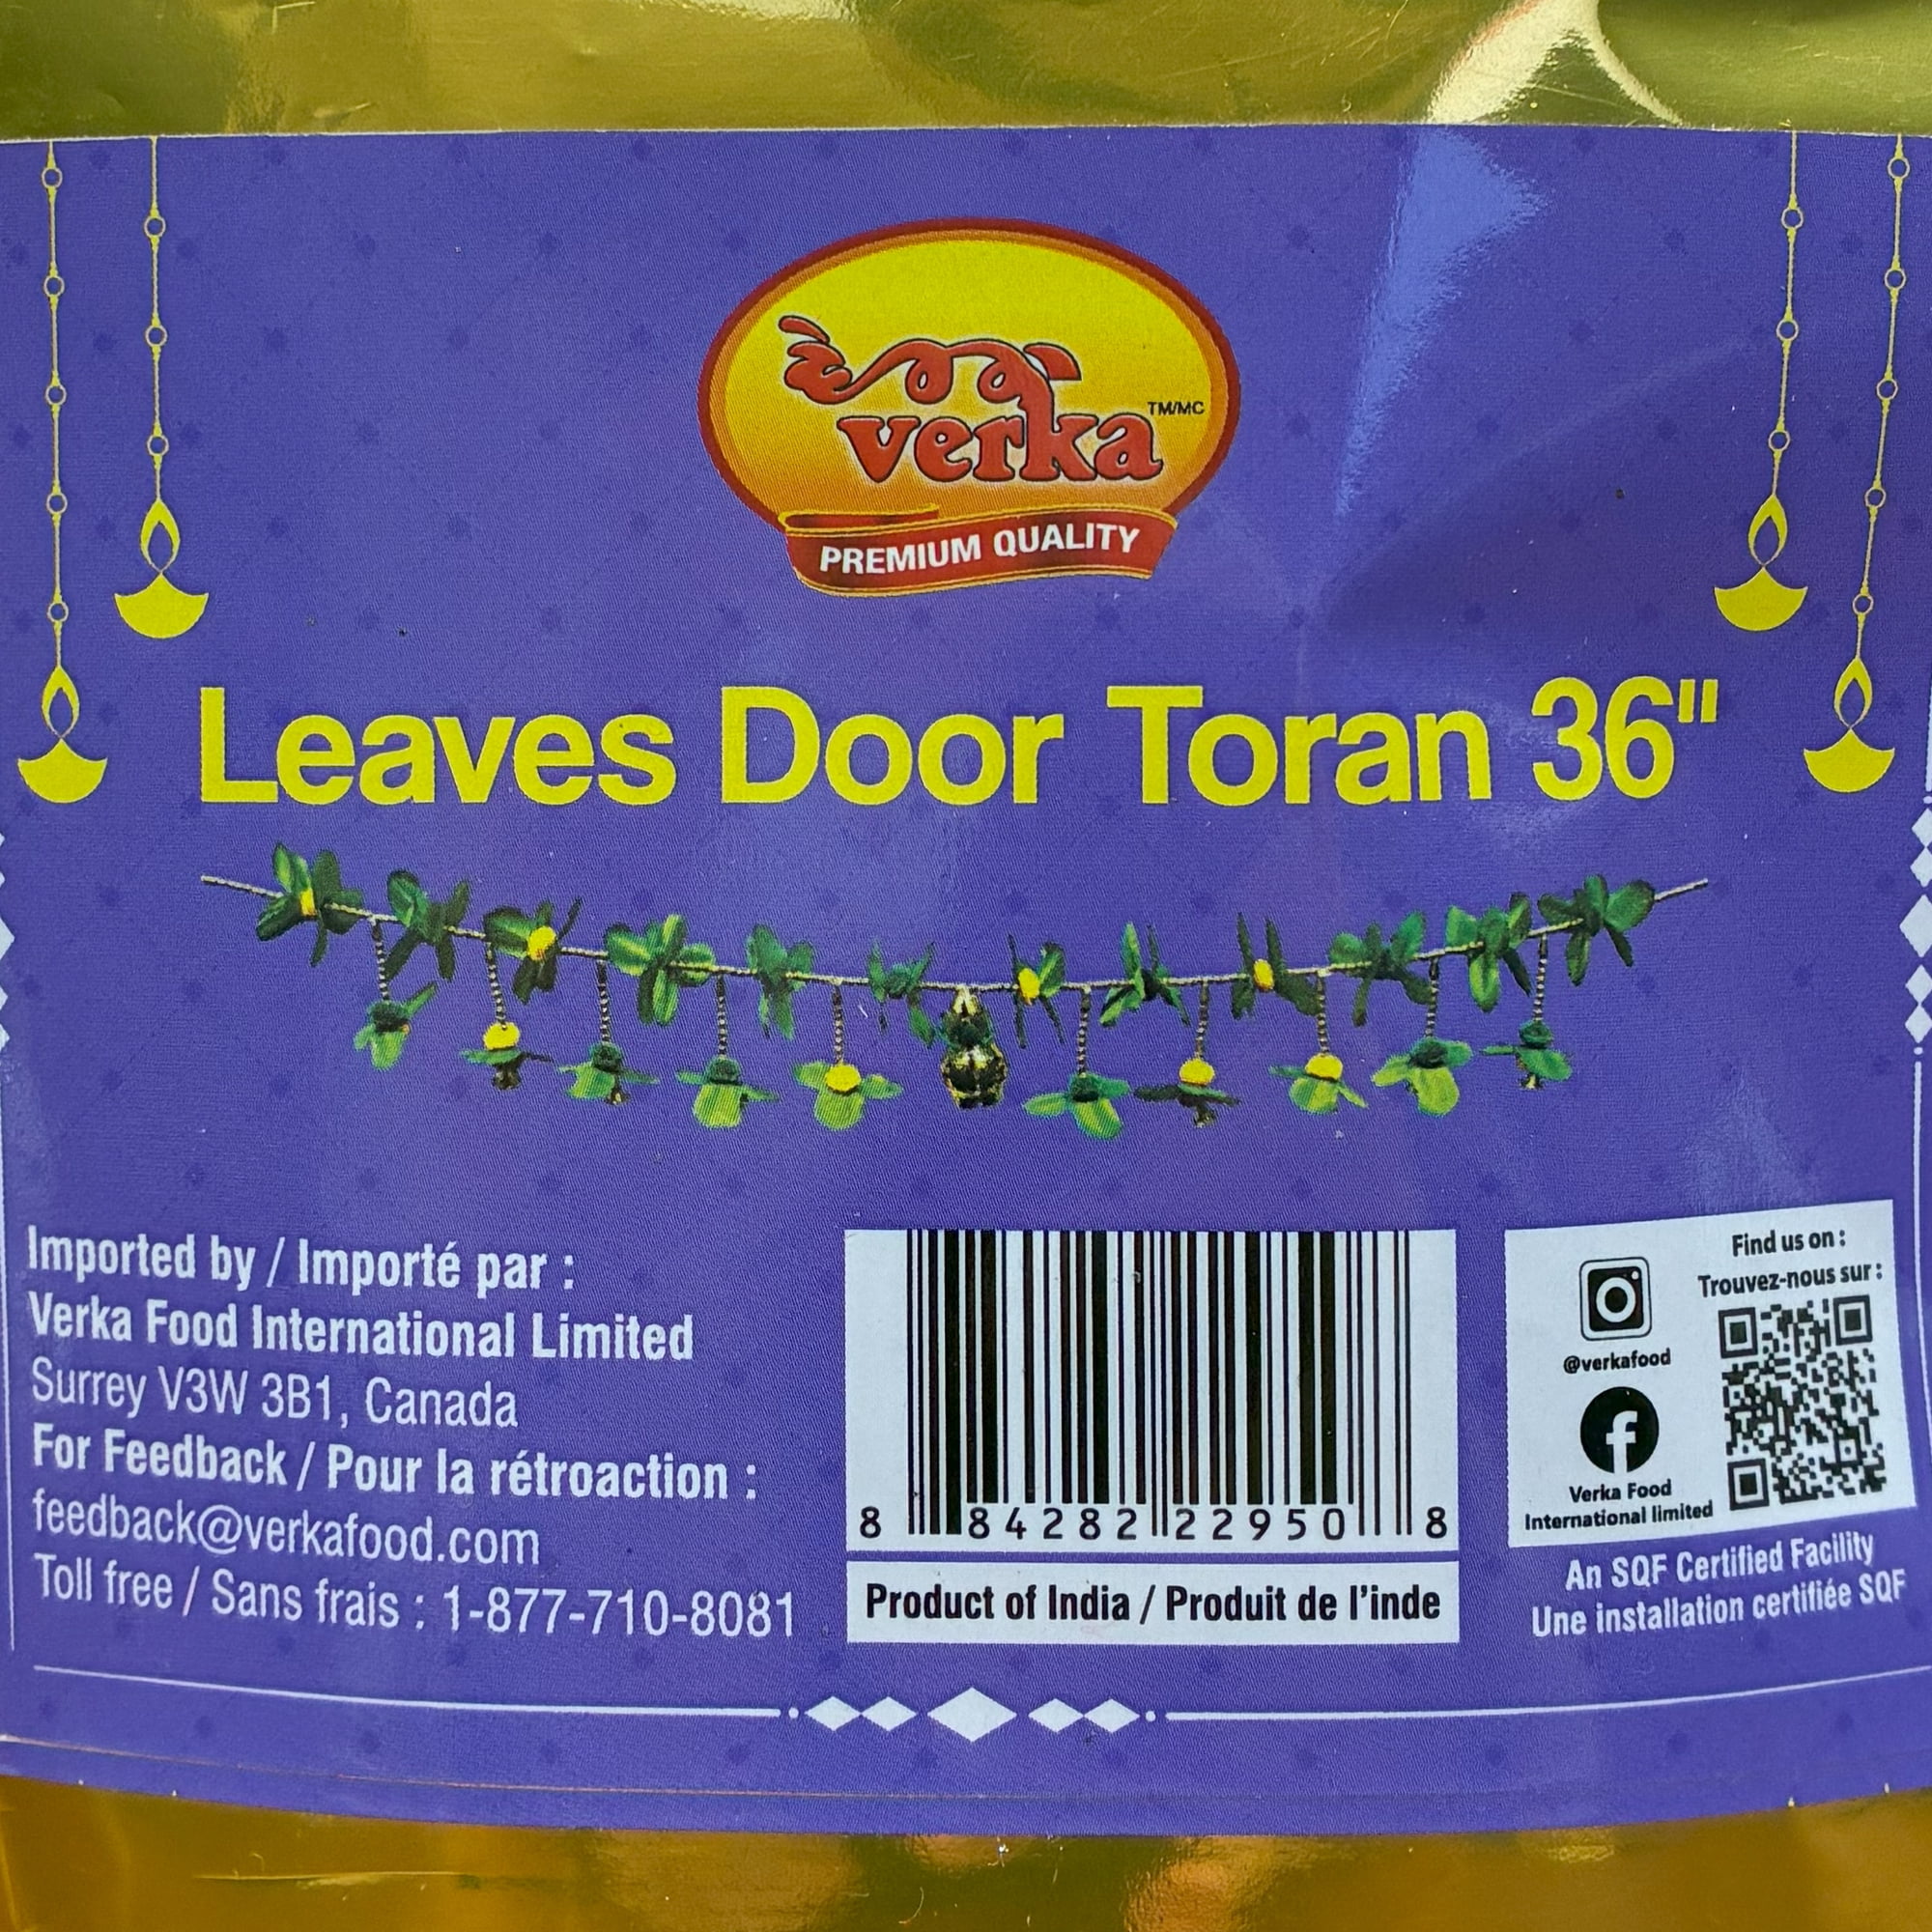 verka
TM/MC
PREMIUM QUALITY
Leaves Door Toran 36"
Imported by / Importé par :
Verka Food International Limited
Surrey V3W 3B1, Canada
For Feedback / Pour la rétroaction :
feedback@verkafood.com
Toll free / Sans frais : 1-877-710-8081
8 84282 22950 8
Product of India / Produit de l'inde
Find us on :
Trouvez-nous sur :
@verkafood
Verka Food
International limited
An SQF Certified Facility
Une installation certifiée SQF